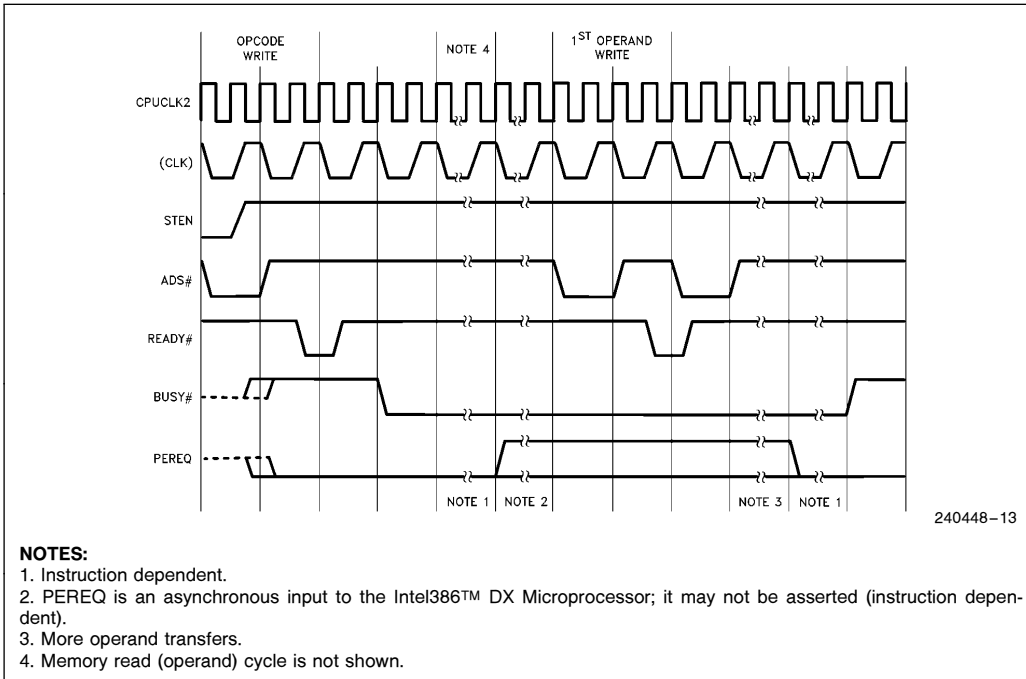 OPCODE
WRITE
NOTE 4
1ST OPERAND
WRITE
CPUCLK2
(CLK)
STEN
ADS#
READY#
BUSY#
PEREQ
NOTE 1
NOTE 2
NOTE 3
NOTE 1
240448–13
NOTES:
1. Instruction dependent.
2. PEREQ is an asynchronous input to the Intel386™ DX Microprocessor; it may not be asserted (instruction depen-
dent).
3. More operand transfers.
4. Memory read (operand) cycle is not shown.